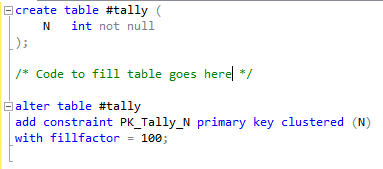 create table #tally (
N int not null
);
/* Code to fill table goes here */
alter table #tally
add constraint PK_Tally_N primary key clustered (N)
with fillfactor = 100;